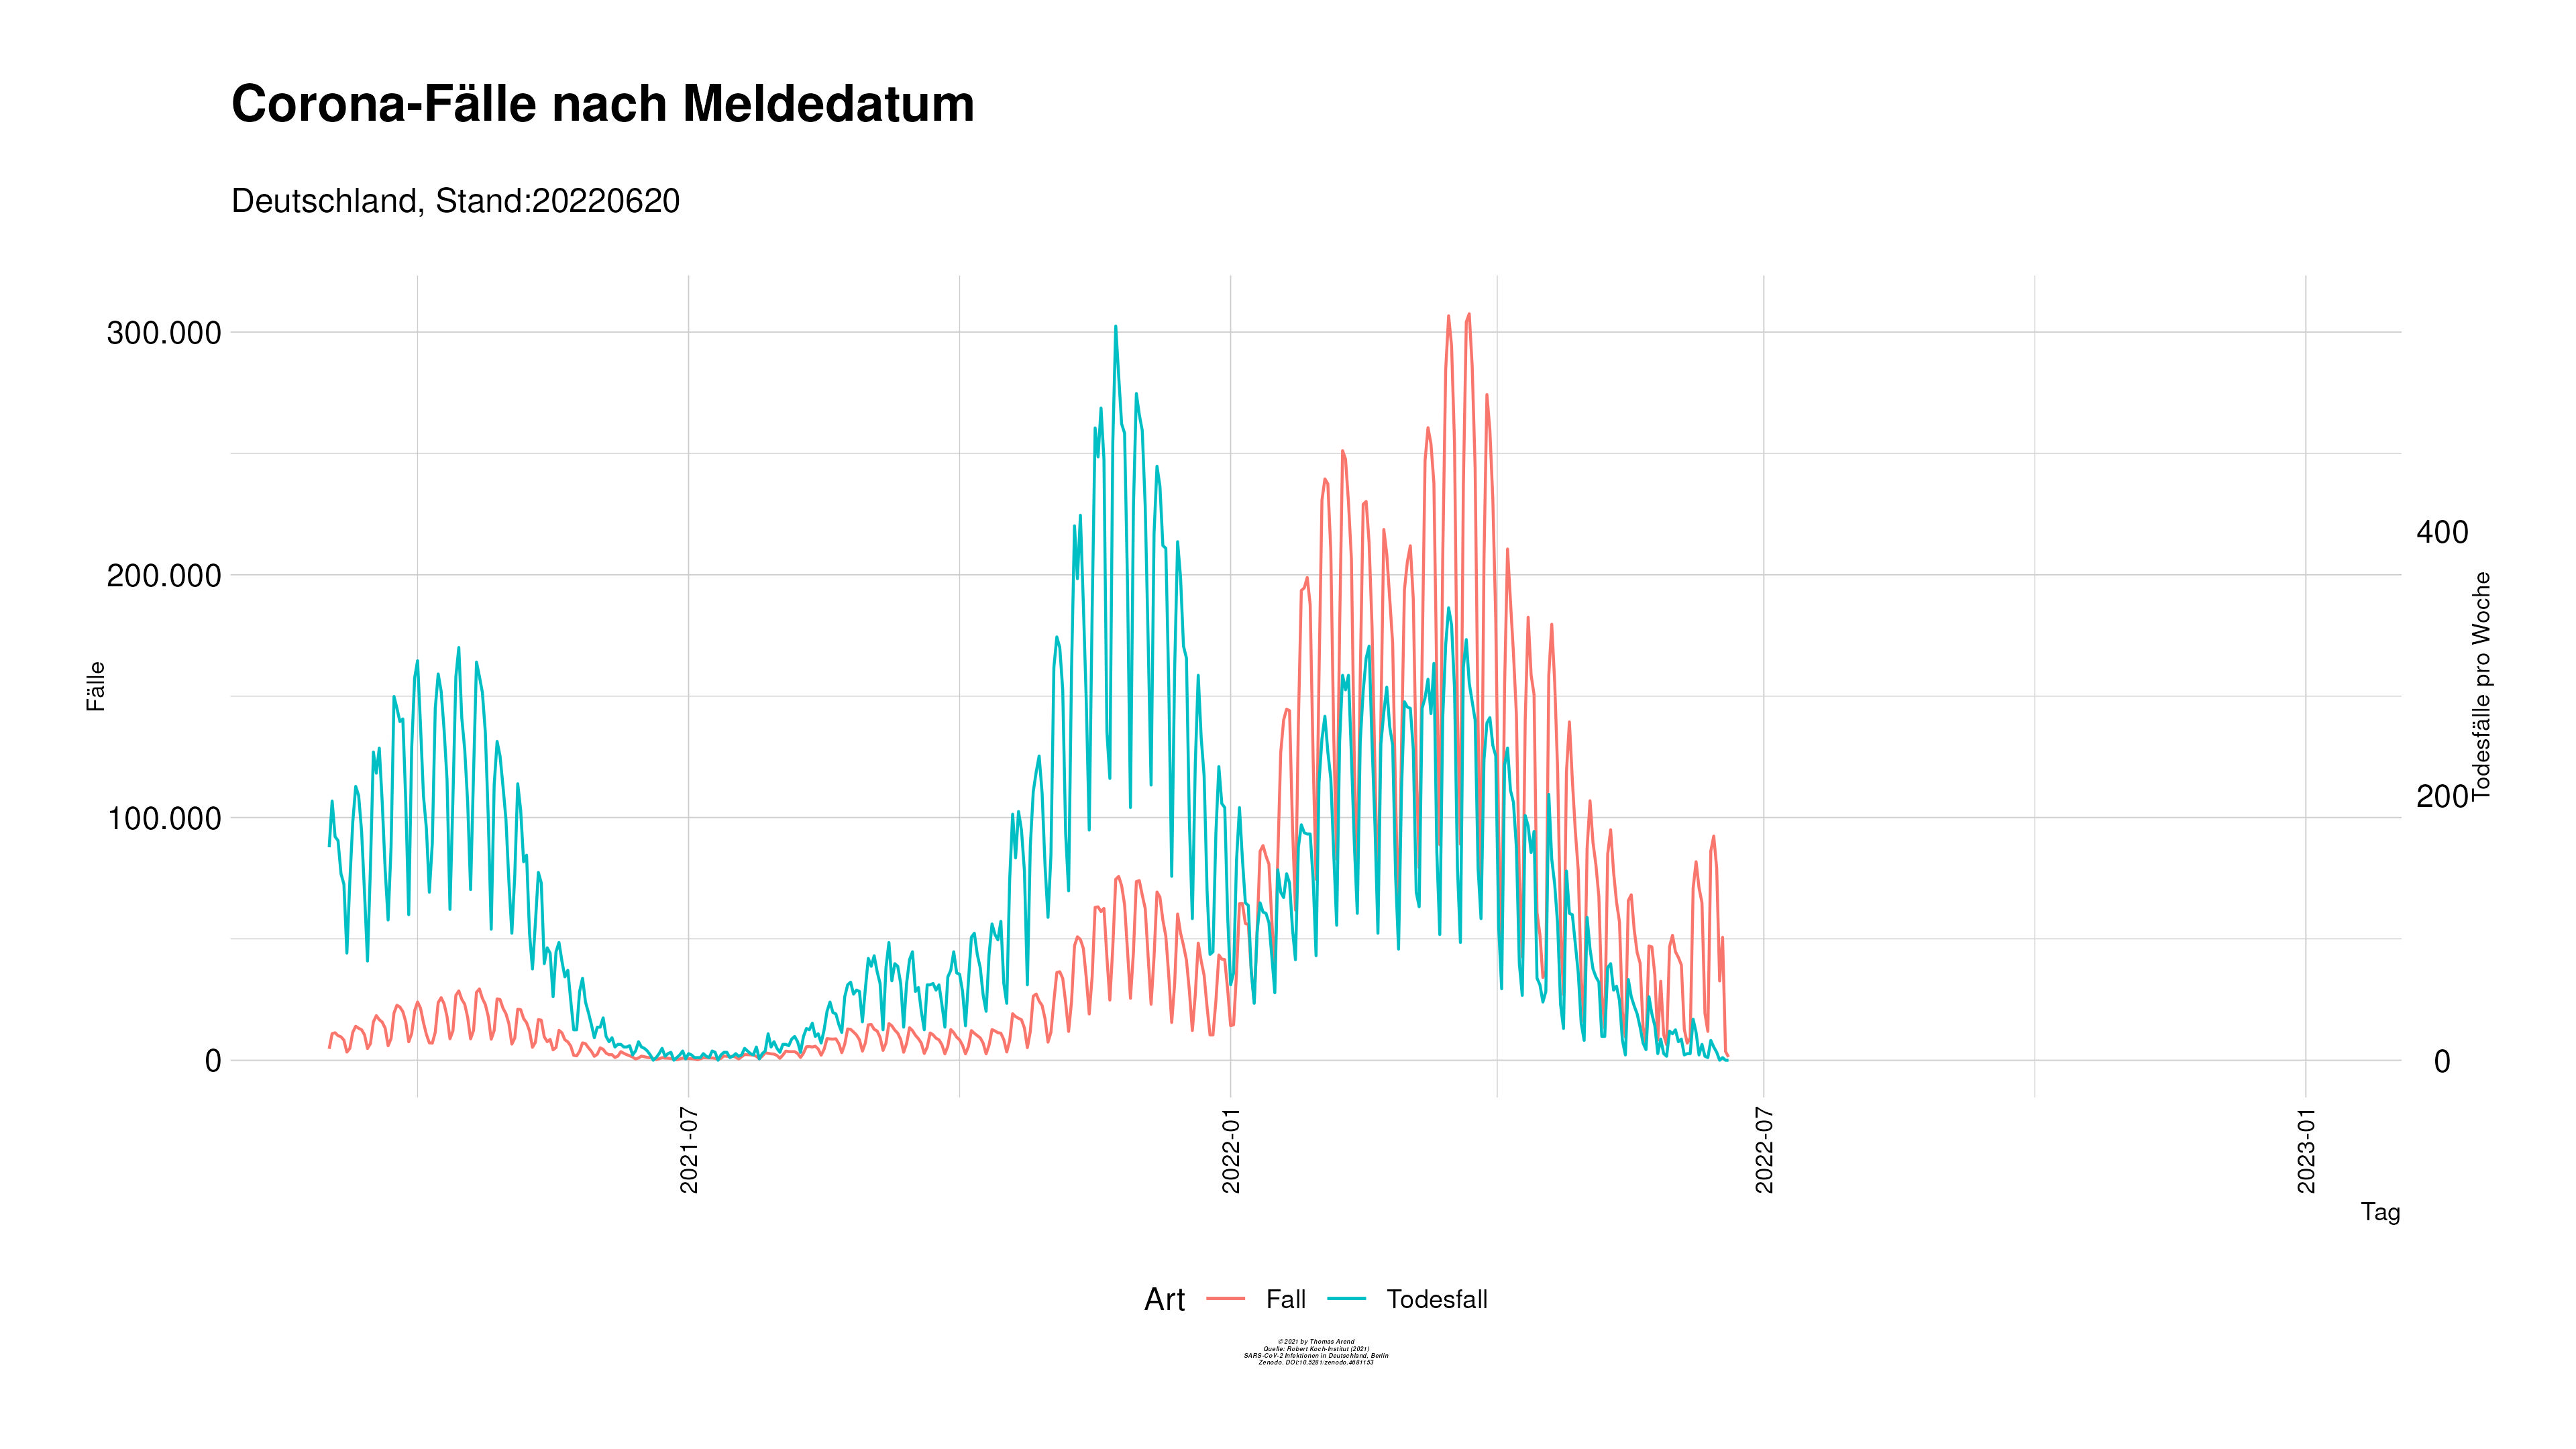 Corona-Fälle nach Meldedatum
Deutschland, Stand:20220620
300.000
200.000
100.000
0
Fälle
400
200
0
Todesfälle pro Woche
2021-07
2022-01
2022-07
2023-01
Tag
Art Fall Todesfall
© 2021 by Thomas Arend
Quelle: Robert Koch-Institut (2021)
SARS-CoV-2 Infektionen in Deutschland, Berlin
Zenodo. DOI:10.5281/zenodo.4681153